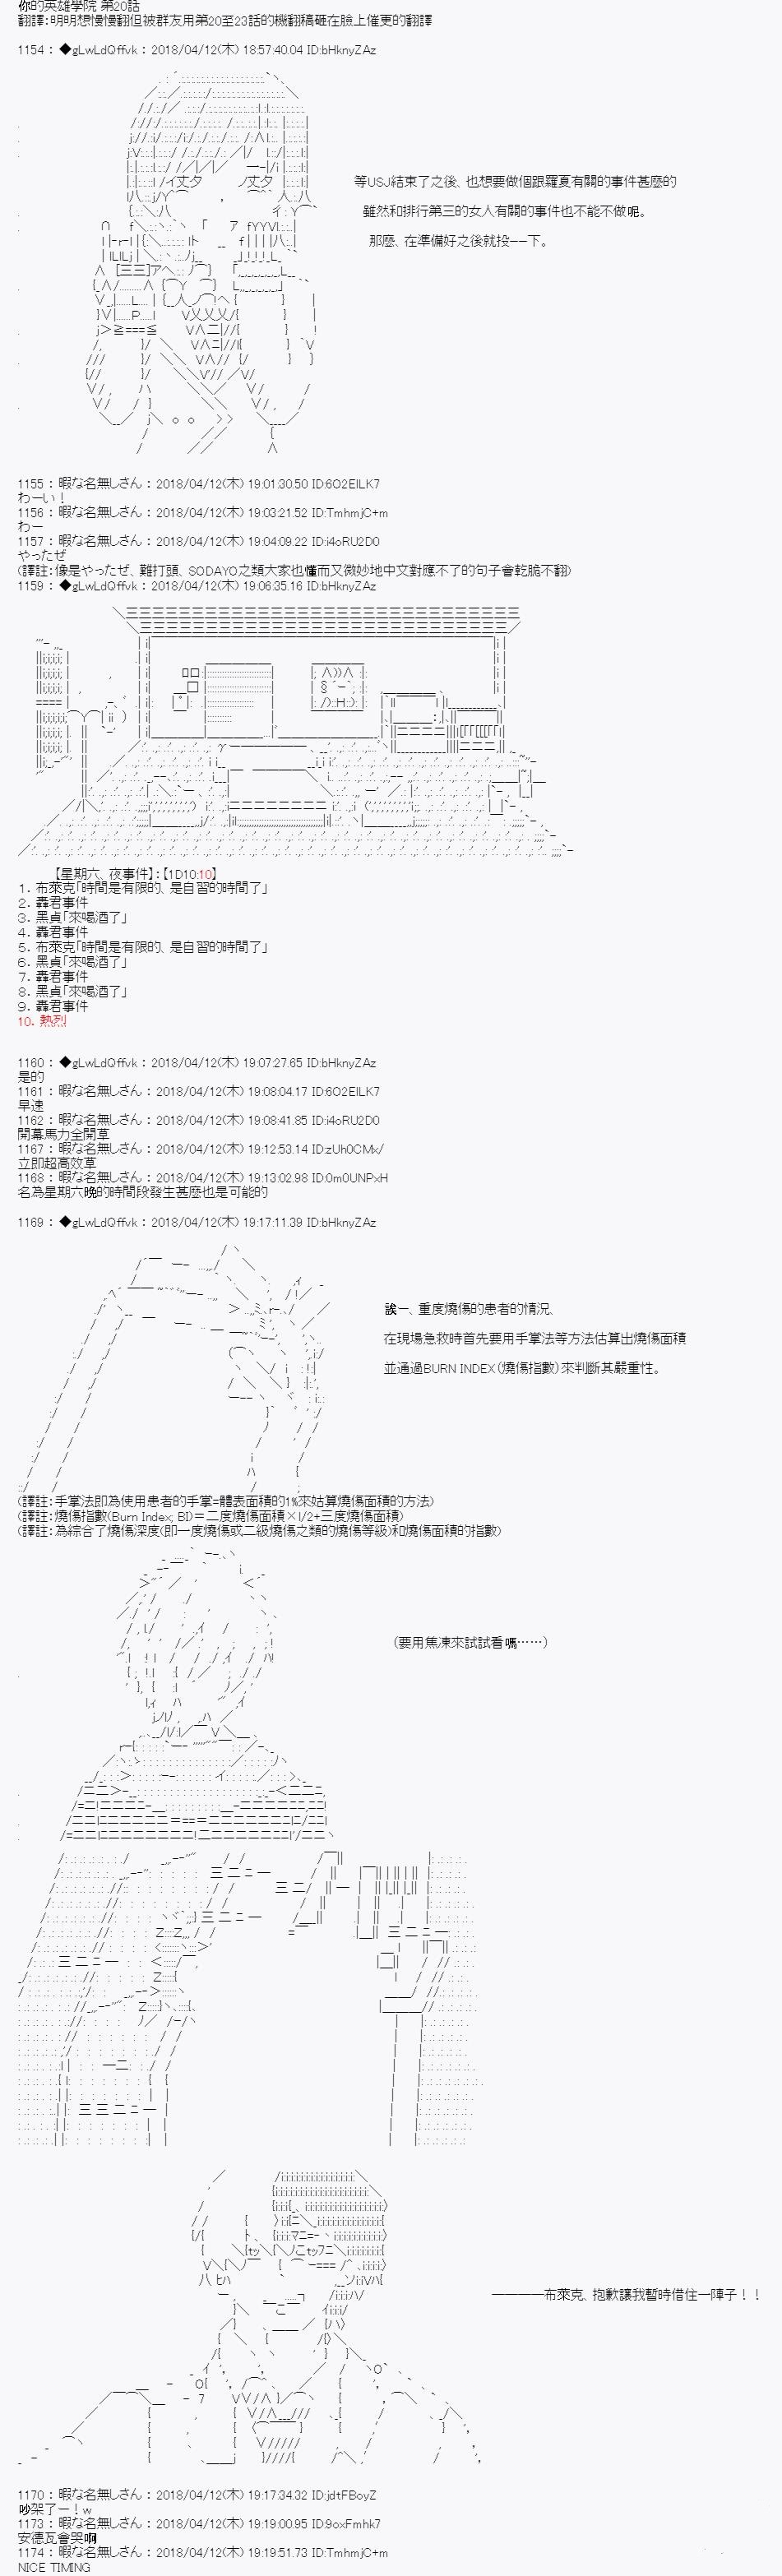 你的英雄學院 第20話
翻譯：明明想慢慢翻但被群友用第20至23話的機翻稿砸在臉上催更的翻譯
1154 ： ◆gLwLdQffvk ： 2018/04/12(木) 18:57:40.04 ID:bHknyZAz
等USJ結束了之後、也想要做個跟羅夏有關的事件甚麼的
雖然和排行第三的女人有關的事件也不能不做呢。
那麼、在準備好之後就投──下。
1155 ： 暇な名無しさん ： 2018/04/12(木) 19:01:30.50 ID:6O2EILK7
わーい！
1156 ： 暇な名無しさん ： 2018/04/12(木) 19:03:21.52 ID:TmhmjC+m
わー
1157 ： 暇な名無しさん ： 2018/04/12(木) 19:04:09.22 ID:i4oRU2D0
やったぜ
(譯註：像是やったぜ、難打頭、SODAYO之類大家也懂而又微妙地中文對應不了的句子會乾脆不翻)
1159 ： ◆gLwLdQffvk ： 2018/04/12(木) 19:06:35.16 ID:bHknyZAz
【星期六、夜事件】：【1D10:10】
1．布萊克「時間是有限的、是自習的時間了」
2．轟君事件
3．黑貞「來喝酒了」
4．轟君事件
5．布萊克「時間是有限的、是自習的時間了」
6．黑貞「來喝酒了」
7．轟君事件
8．黑貞「來喝酒了」
9．轟君事件
10．熱烈
1160 ： ◆gLwLdQffvk ： 2018/04/12(木) 19:07:27.65 ID:bHknyZAz
是的
1161 ： 暇な名無しさん ： 2018/04/12(木) 19:08:04.17 ID:6O2EILK7
早速
1162 ： 暇な名無しさん ： 2018/04/12(木) 19:08:41.85 ID:i4oRU2D0
開幕馬力全開草
1167 ： 暇な名無しさん ： 2018/04/12(木) 19:12:53.14 ID:zUh0CMx/
立即超高效草
1168 ： 暇な名無しさん ： 2018/04/12(木) 19:13:02.98 ID:0m0UNPxH
名為星期六晚的時間段發生甚麼也是可能的
1169 ： ◆gLwLdQffvk ： 2018/04/12(木) 19:17:11.39 ID:bHknyZAz
誒ー、重度燒傷的患者的情況、
在現場急救時首先要用手掌法等方法估算出燒傷面積
並通過BURN INDEX（燒傷指數）來判斷其嚴重性。
(譯註：手掌法即為使用患者的手掌=體表面積的1%來姑算燒傷面積的方法)
(譯註：燒傷指數(Burn Index; BI)＝二度燒傷面積×1/2+三度燒傷面積)
(譯註：為綜合了燒傷深度(即一度燒傷或二級燒傷之類的燒傷等級)和燒傷面積的指數)
（要用焦凍來試試看嗎……）
────布萊克、抱歉讓我暫時借住一陣子！！
1170 ： 暇な名無しさん ： 2018/04/12(木) 19:17:34.32 ID:jdtFBoyZ
吵架了ー！w
1173 ： 暇な名無しさん ： 2018/04/12(木) 19:19:00.95 ID:9oxFmhk7
安德瓦會哭啊
1174 ： 暇な名無しさん ： 2018/04/12(木) 19:19:51.73 ID:TmhmjC+m
NICE TIMING